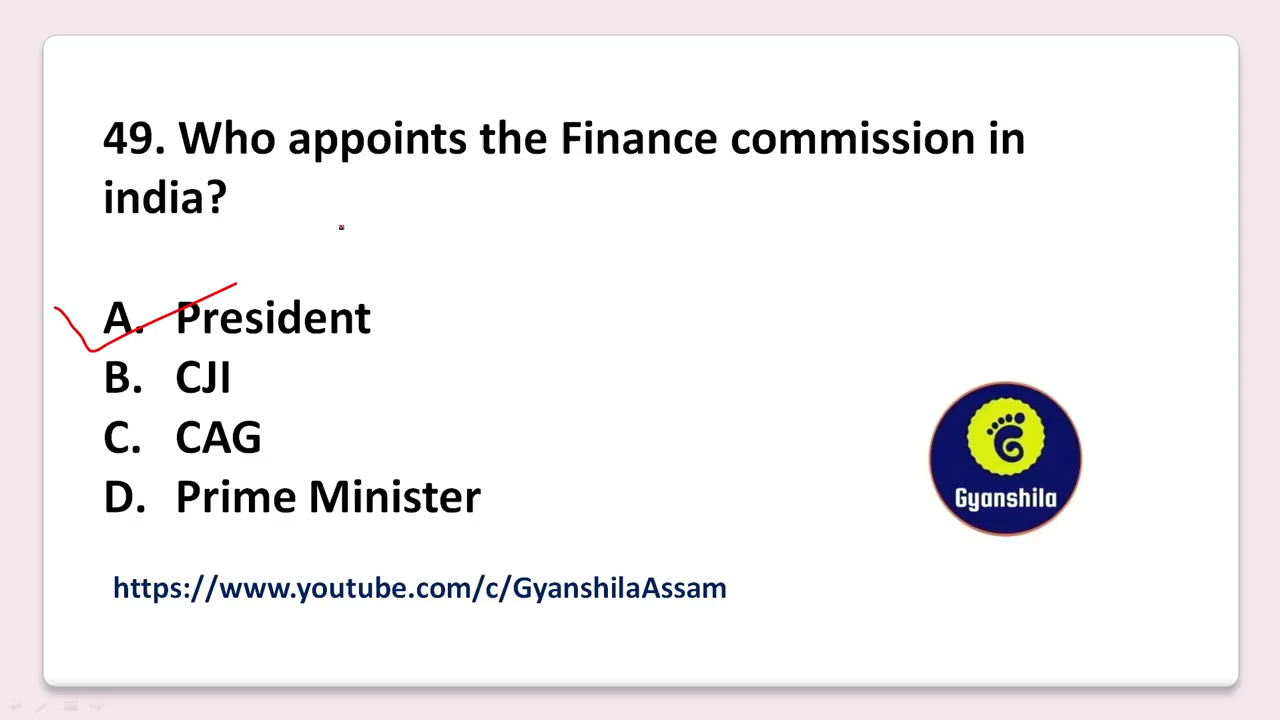 49. Who appoints the Finance commission in
india?
A. President
B. CJI
C. CAG
D. Prime Minister
Gyanshila
https://www.youtube.com/c/GyanshilaAssam